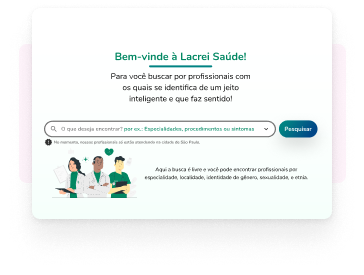 Bem-vinde à Lacrei Saúde!
Para você buscar por profissionais com
os quais se identifica de um jeito
inteligente e que faz sentido!
O que deseja encontrar? por ex.: Especialidades, procedimentos ou sintomas
Pesquisar
No momento, nossos profissionais só estão atendendo na cidade de São Paulo.
Aqui a busca é livre e você pode encontrar profissionais por
especialidade, localidade, identidade de gênero, sexualidade, e etnia.